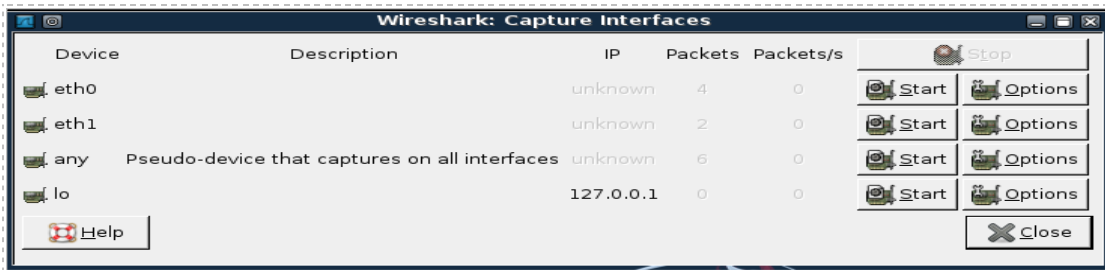 Wireshark: Capture Interfaces
Device Description IP Packets Packets/s Stop
eth0 unknown 4 0 Start Options
eth1 unknown 2 0 Start Options
any Pseudo-device that captures on all interfaces unknown 6 0 Start Options
lo 127.0.0.1 0 0 Start Options
Help Close